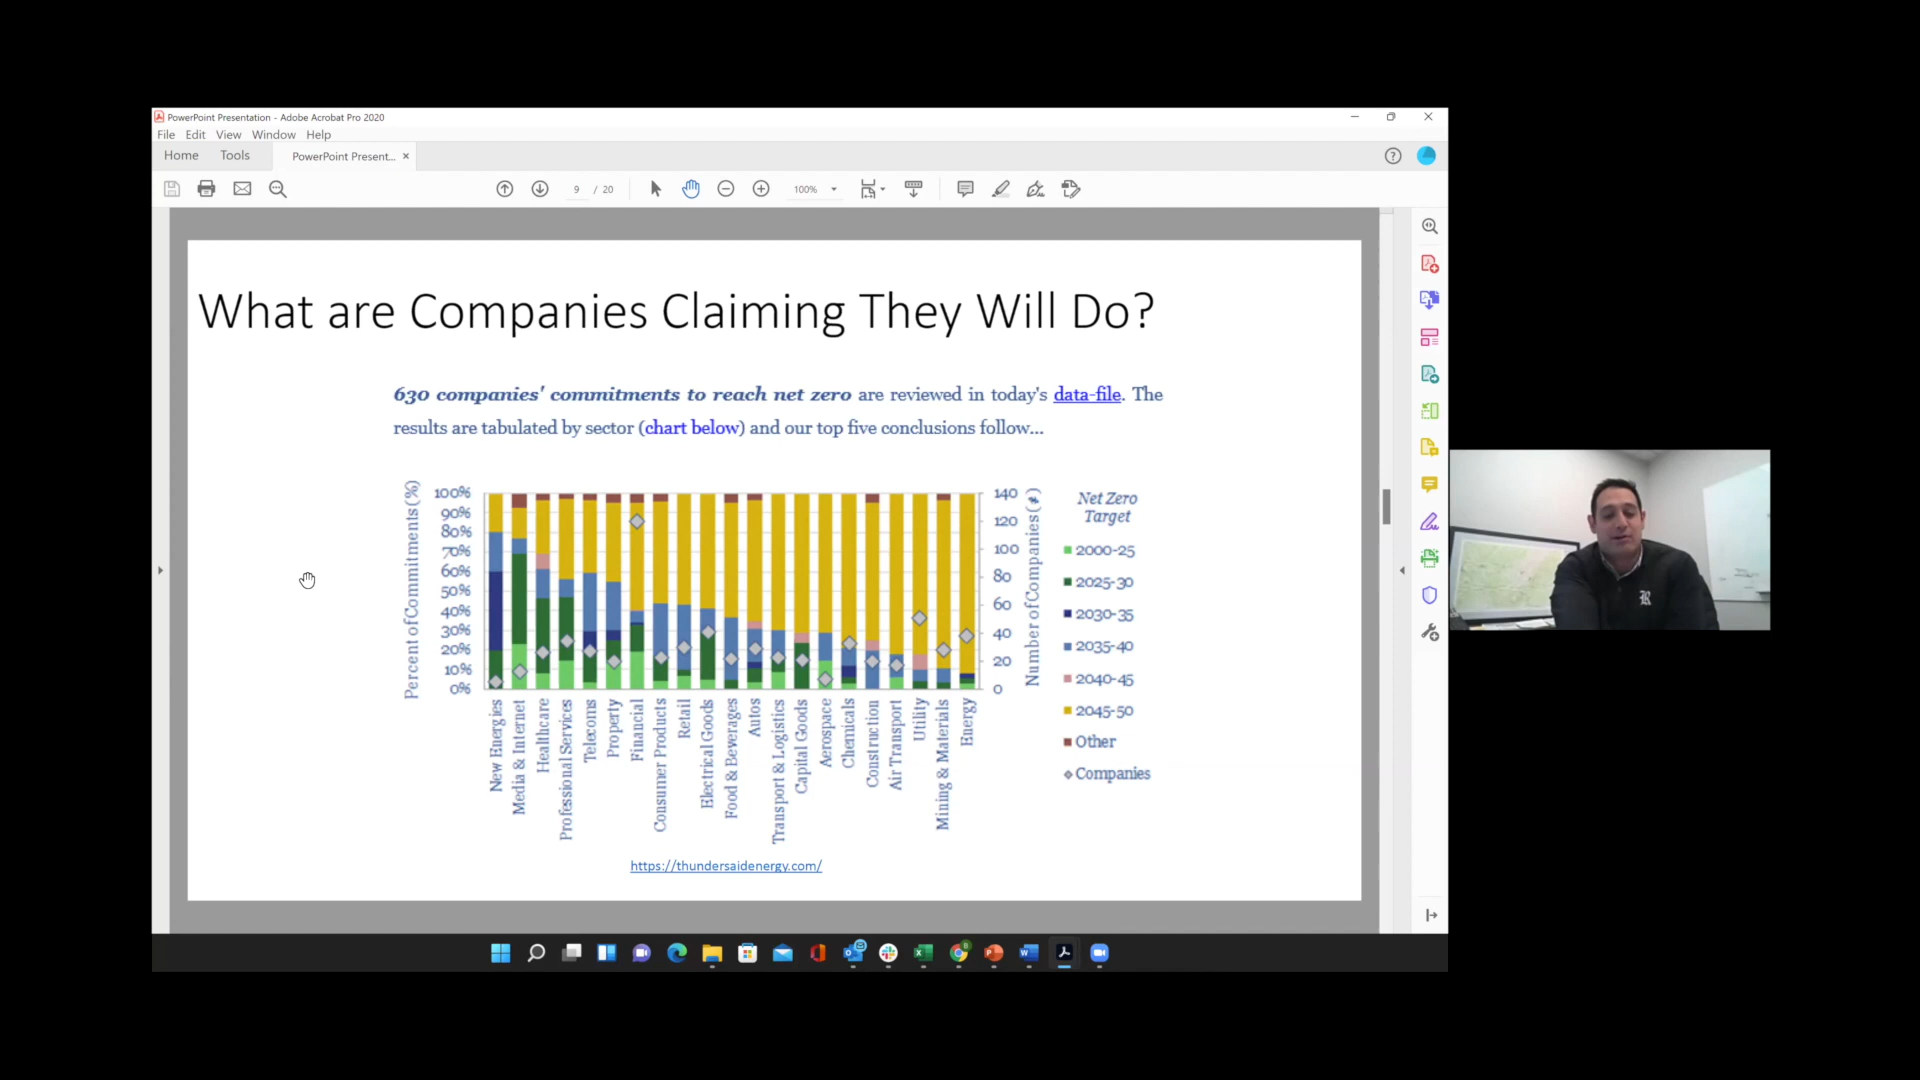 PowerPoint Presentation - Adobe Acrobat Pro 2020
File Edit View Window Help
Home Tools PowerPoint Present... ×
9 / 20 100%
What are Companies Claiming They Will Do?
630 companies' commitments to reach net zero are reviewed in today's data-file. The
results are tabulated by sector (chart below) and our top five conclusions follow...
Percent of Commitments (%)
100%
90%
80%
70%
60%
50%
40%
30%
20%
10%
0%
140
120
100
80
60
40
20
0
Number of Companies (#)
Net Zero
Target
2000-25
2025-30
2030-35
2035-40
2040-45
2045-50
Other
Companies
New Energies
Media & Internet
Healthcare
Professional Services
Telecoms
Property
Financial
Consumer Products
Retail
Electrical Goods
Food & Beverages
Autos
Transport & Logistics
Capital Goods
Aerospace
Chemicals
Construction
Air Transport
Utility
Mining & Materials
Energy
https://thundersaidenergy.com/
R